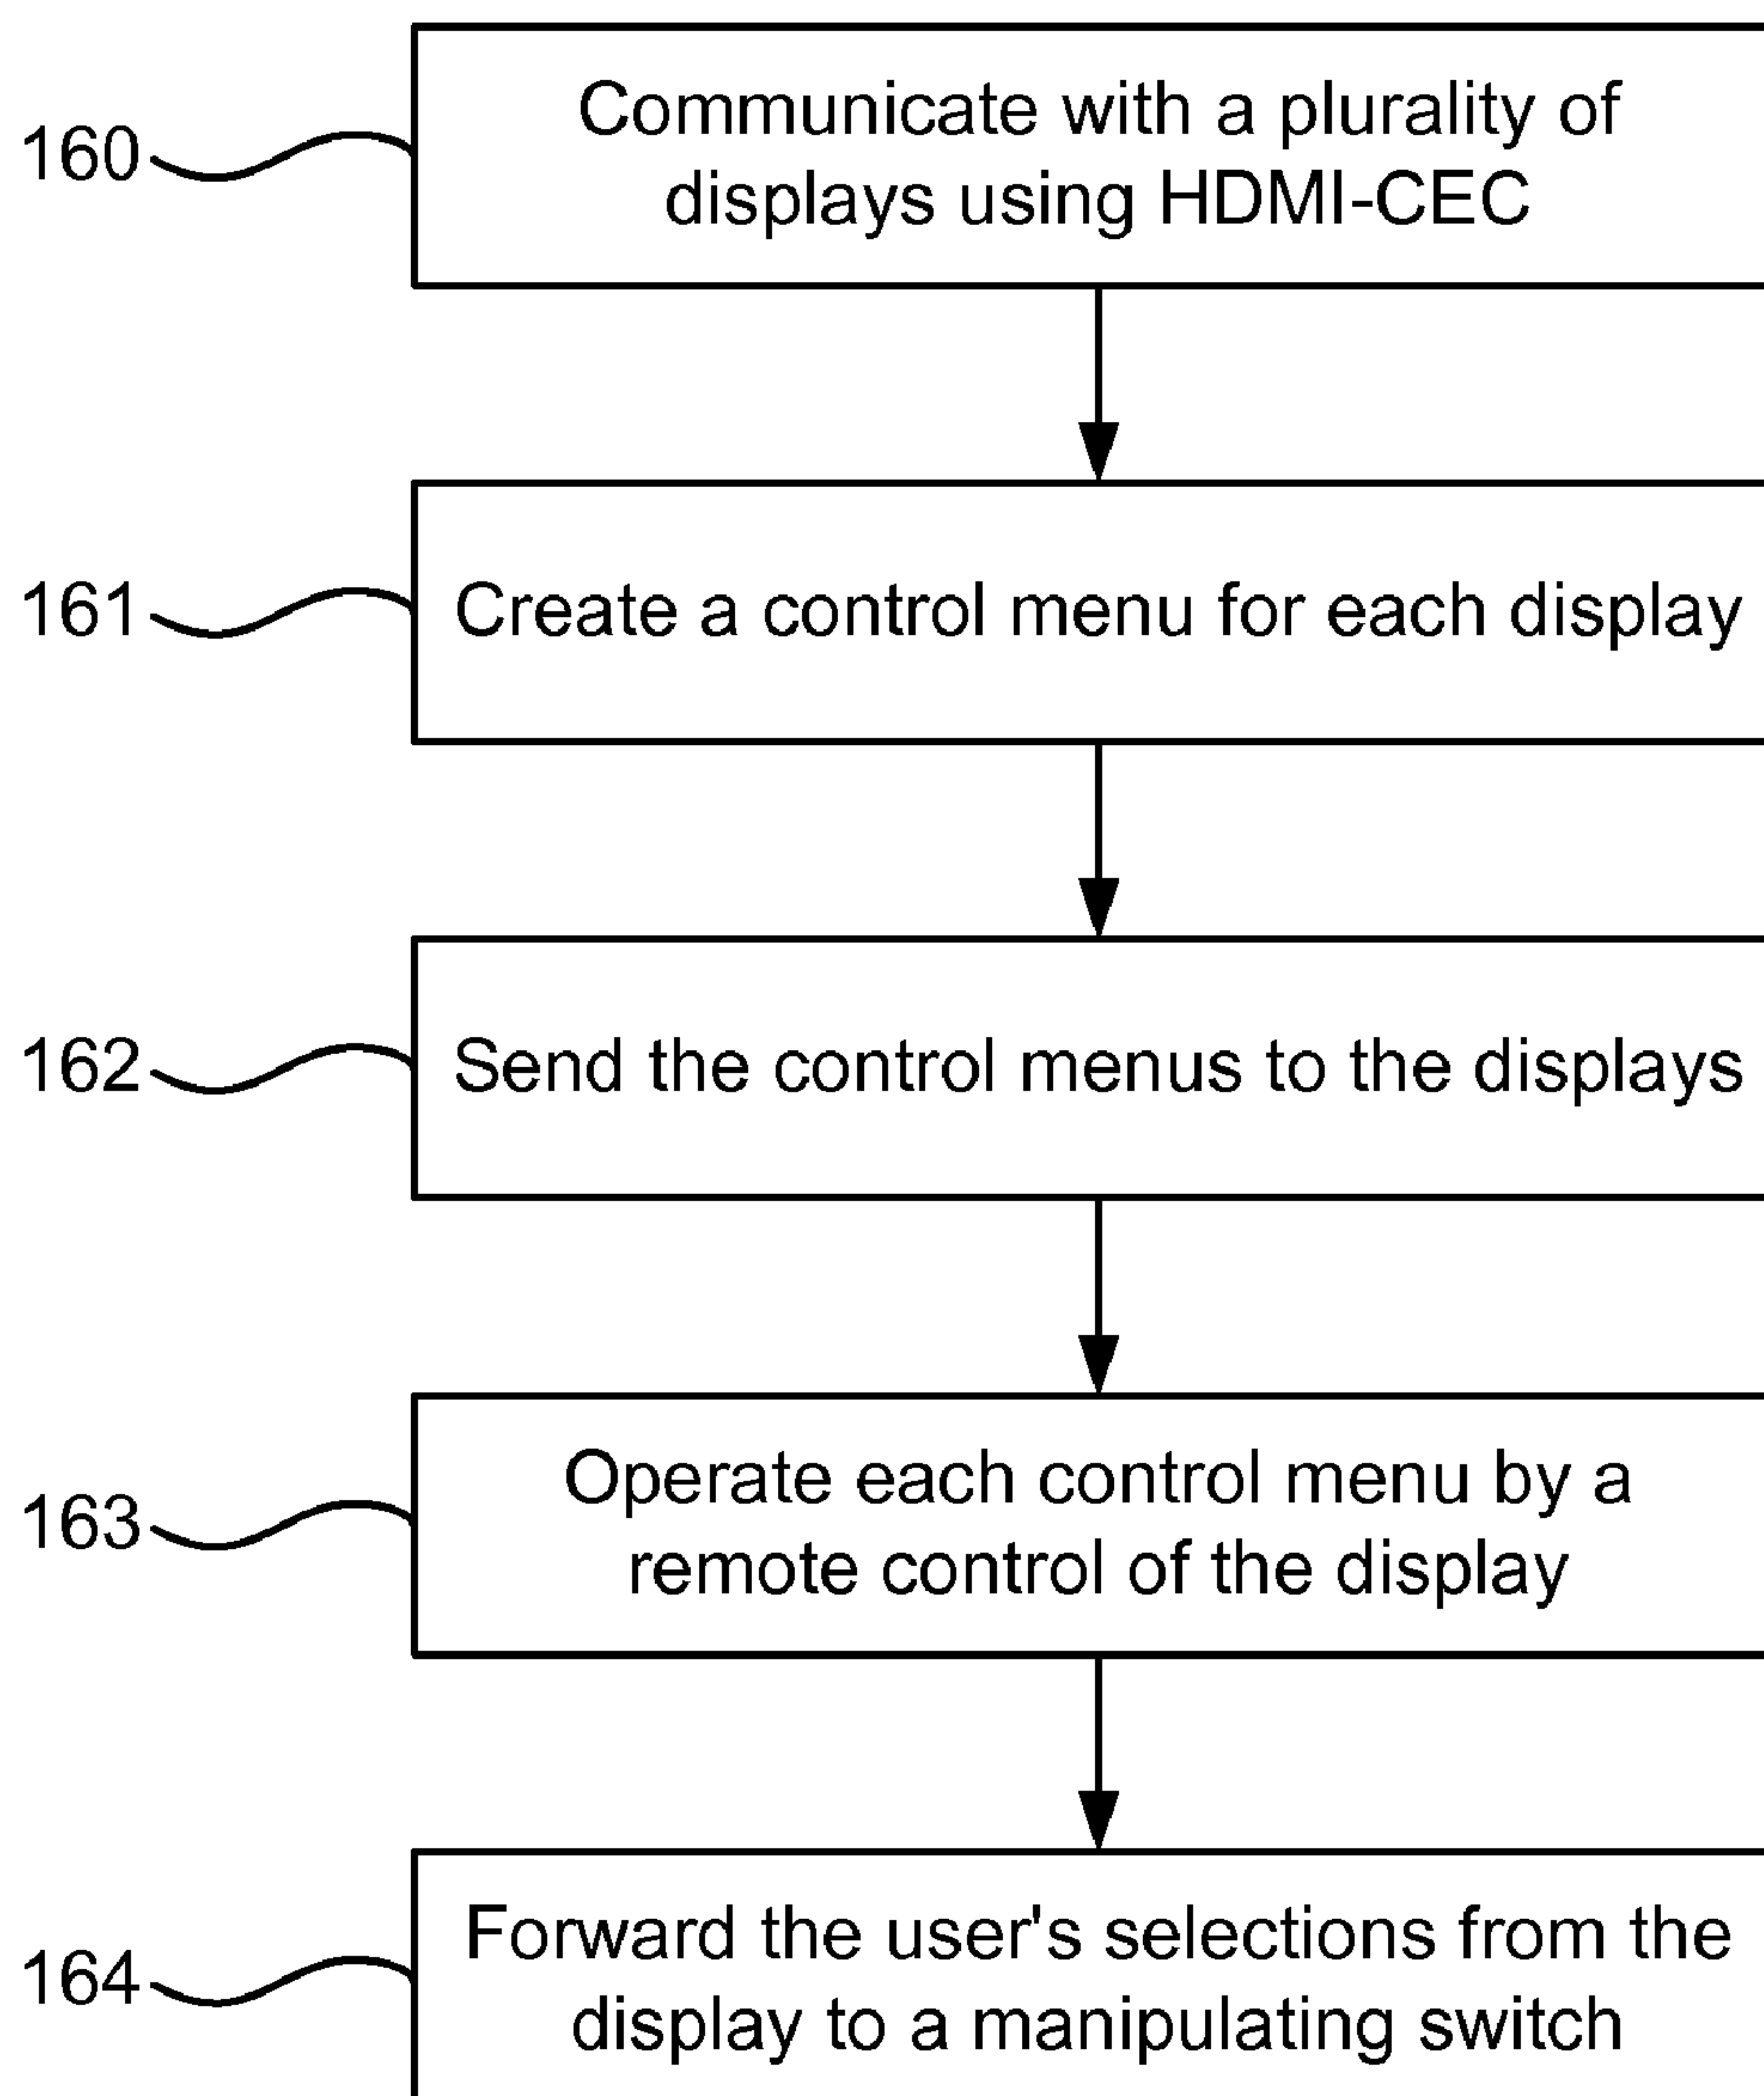 160
Communicate with a plurality of
displays using HDMI-CEC
161
Create a control menu for each display
162
Send the control menus to the displays
163
Operate each control menu by a
remote control of the display
164
Forward the user's selections from the
display to a manipulating switch